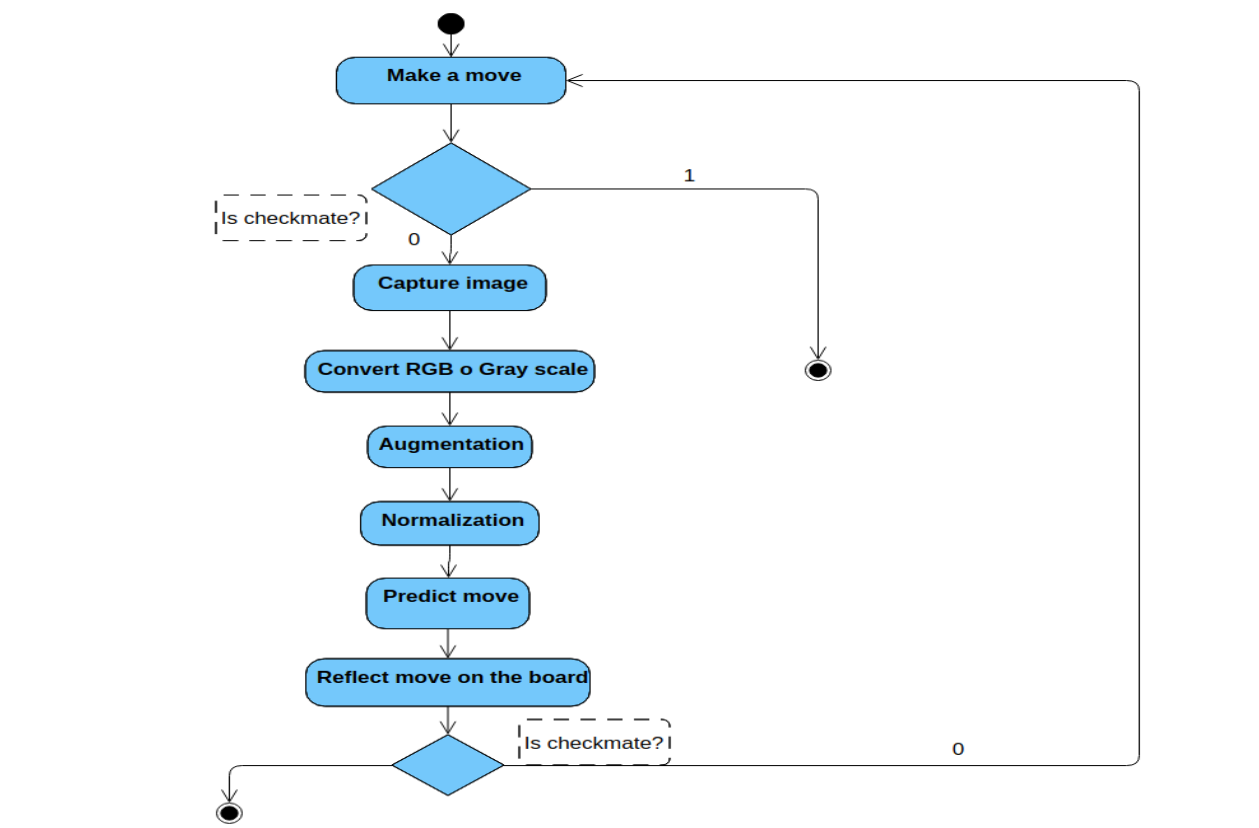 Make a move
1
Is checkmate?
0
Capture image
Convert RGB o Gray scale
Augmentation
Normalization
Predict move
Reflect move on the board
Is checkmate?
0